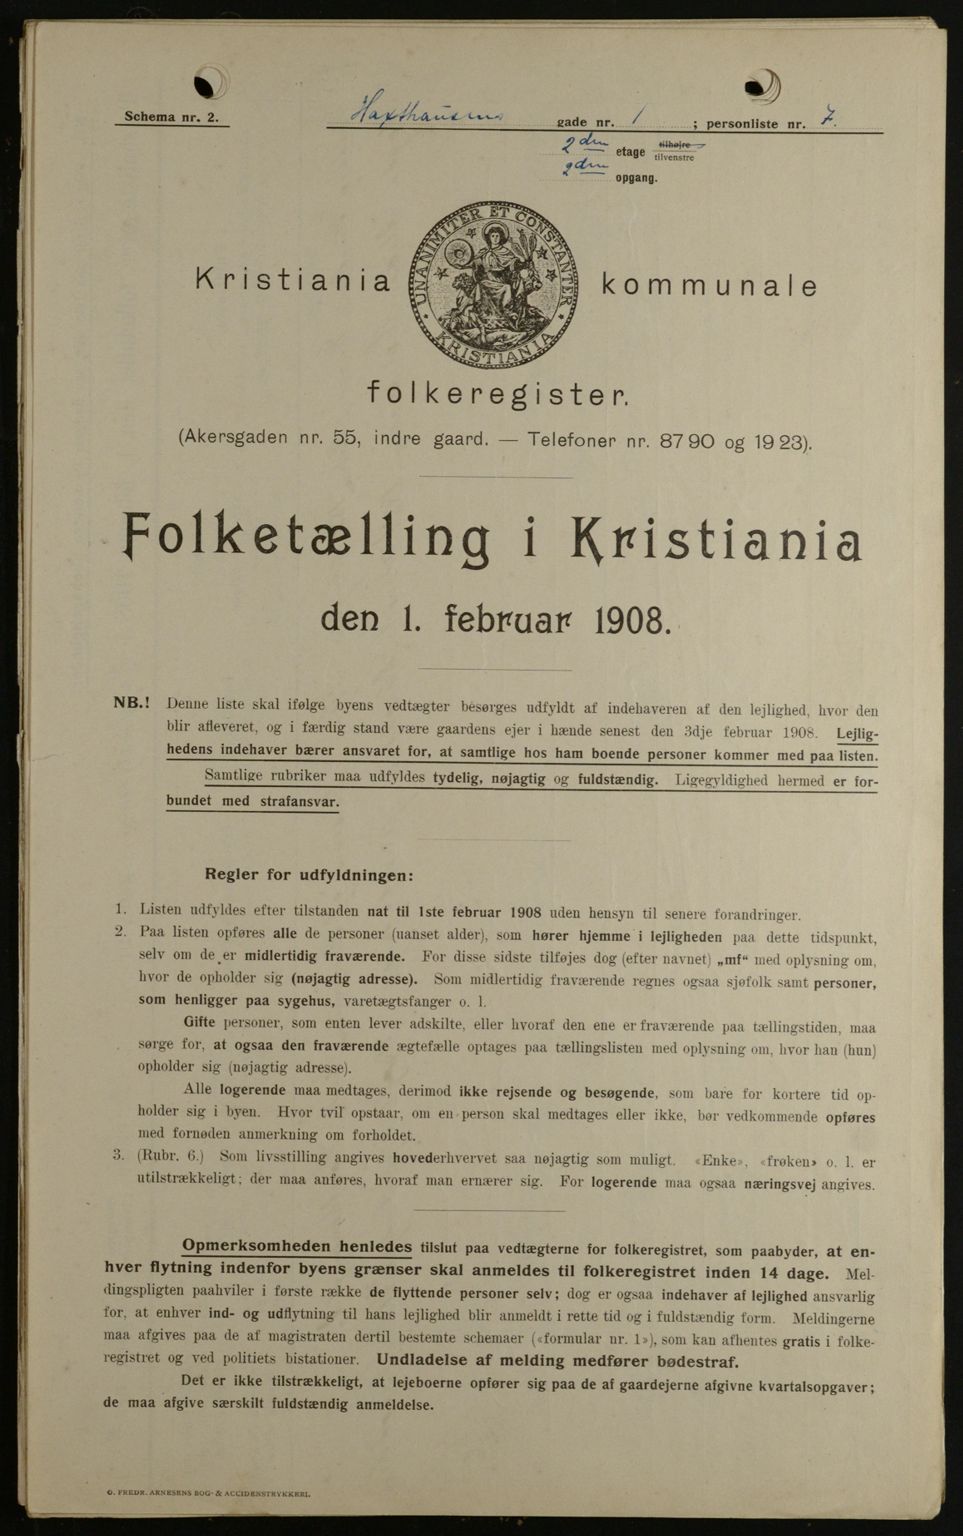 Schema nr. 2.
Haxthausens gade nr. 1 ; personliste nr. 7.
2den etage tilhøjre
tilvenstre
2den opgang.
UNANIMITER ET CONSTANTER
KRISTIANIA
Kristiania kommunale
folkeregister.
(Akersgaden nr. 55, indre gaard. — Telefoner nr. 87 90 og 19 23).
Folketælling i Kristiania
den 1. februar 1908.
NB.! Denne liste skal ifølge byens vedtægter besørges udfyldt af indehaveren af den lejlighed, hvor den
blir afleveret, og i færdig stand være gaardens ejer i hænde senest den 3dje februar 1908. Lejlig-
hedens indehaver bærer ansvaret for, at samtlige hos ham boende personer kommer med paa listen.
Samtlige rubriker maa udfyldes tydelig, nøjagtig og fuldstændig. Ligegyldighed hermed er for-
bundet med strafansvar.
Regler for udfyldningen:
1. Listen udfyldes efter tilstanden nat til 1ste februar 1908 uden hensyn til senere forandringer.
2. Paa listen opføres alle de personer (uanset alder), som hører hjemme i lejligheden paa dette tidspunkt,
selv om de er midlertidig fraværende. For disse sidste tilføjes dog (efter navnet) „mf“ med oplysning om,
hvor de opholder sig (nøjagtig adresse). Som midlertidig fraværende regnes ogsaa sjøfolk samt personer,
som henligger paa sygehus, varetægtsfanger o. l.
Gifte personer, som enten lever adskilte, eller hvoraf den ene er fraværende paa tællingstiden, maa
sørge for, at ogsaa den fraværende ægtefælle optages paa tællingslisten med oplysning om, hvor han (hun)
opholder sig (nøjagtig adresse).
Alle logerende maa medtages, derimod ikke rejsende og besøgende, som bare for kortere tid op-
holder sig i byen. Hvor tvil opstaar, om en person skal medtages eller ikke, bør vedkommende opføres
med fornøden anmerkning om forholdet.
3. (Rubr. 6.) Som livsstilling angives hovederhvervet saa nøjagtig som muligt. «Enke», «frøken» o. l. er
utilstrækkeligt; der maa anføres, hvoraf man ernærer sig. For logerende maa ogsaa næringsvej angives.
Opmerksomheden henledes tilslut paa vedtægterne for folkeregistret, som paabyder, at en-
hver flytning indenfor byens grænser skal anmeldes til folkeregistret inden 14 dage. Mel-
dingspligten paahviler i første række de flyttende personer selv; dog er ogsaa indehaver af lejlighed ansvarlig
for, at enhver ind- og udflytning til hans lejlighed blir anmeldt i rette tid og i fuldstændig form. Meldingerne
maa afgives paa de af magistraten dertil bestemte schemaer («formular nr. 1»), som kan afhentes gratis i folke-
registret og ved politiets bistationer. Undladelse af melding medfører bødestraf.
Det er ikke tilstrækkeligt, at lejeboerne opfører sig paa de af gaardejerne afgivne kvartalsopgaver;
de maa afgive særskilt fuldstændig anmeldelse.
O. FREDR. ARNESENS BOG- & ACCIDENSTRYKKERI.